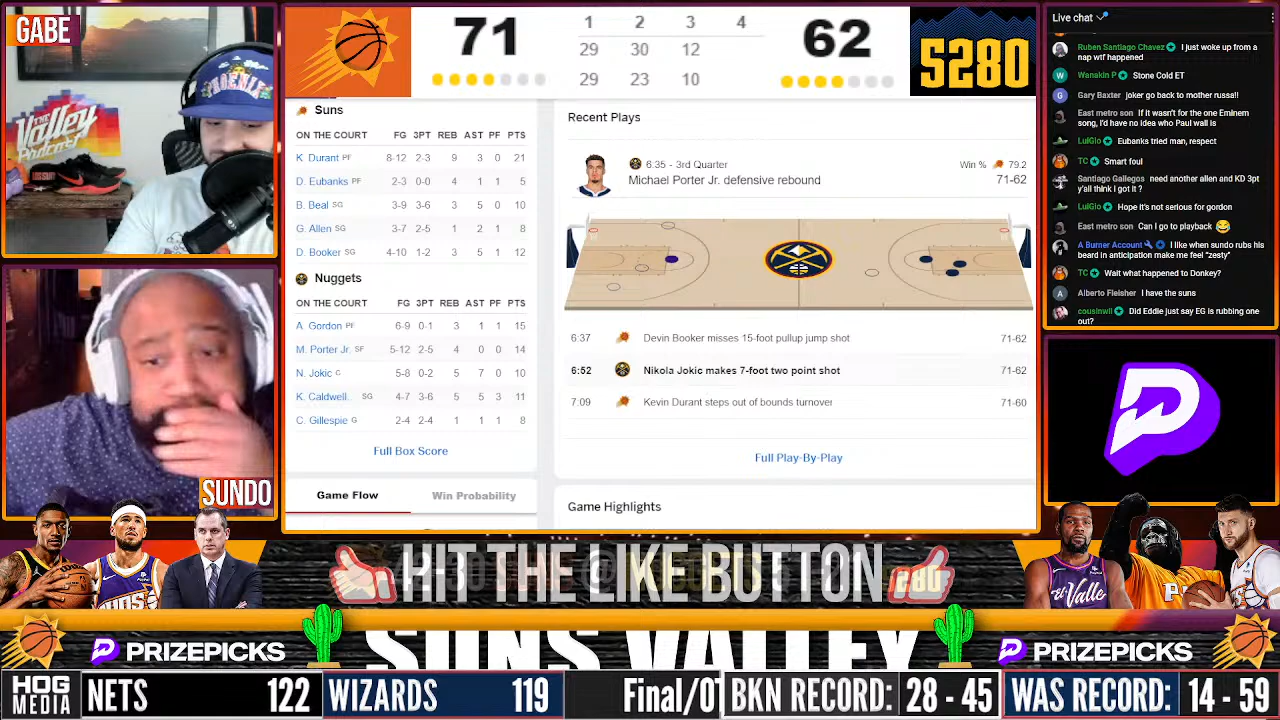 GABE
The Valley
Podcast
PHOENIX
SUNDO
71
1 2 3 4
29 30 12
29 23 10
62
5280
Suns
ON THE COURT FG 3PT REB AST PF PTS
K. Durant PF 8-12 2-3 9 3 0 21
D. Eubanks PF 2-3 0-0 4 1 1 5
B. Beal SG 3-9 3-6 3 5 0 10
G. Allen SG 3-7 2-5 1 2 1 8
D. Booker SG 4-10 1-2 3 5 1 12
Nuggets
ON THE COURT FG 3PT REB AST PF PTS
A. Gordon PF 6-9 0-1 3 1 1 15
M. Porter Jr. SF 5-12 2-5 4 0 0 14
N. Jokic C 5-8 0-2 5 7 0 10
K. Caldwell.. SG 4-7 3-6 5 5 3 11
C. Gillespie G 2-4 2-4 1 1 1 8
Full Box Score
Game Flow Win Probability
Recent Plays
6:35 - 3rd Quarter Win % 79.2
Michael Porter Jr. defensive rebound 71-62
6:37 Devin Booker misses 15-foot pullup jump shot 71-62
6:52 Nikola Jokic makes 7-foot two point shot 71-62
7:09 Kevin Durant steps out of bounds turnover 71-60
Full Play-By-Play
Game Highlights
Live chat
Ruben Santiago Chavez I just woke up from a
nap wtf happened
W Wanakin P Stone Cold ET
G Gary Baxter joker go back to mother russa!!
East metro son If it wasn't for the one Eminem
song, I'd have no idea who Paul wall is
LuiGio Eubanks tried man, respect
TC Smart foul
Santiago Gallegos need another allen and KD 3pt
y'all think I got it ?
LuiGio Hope it's not serious for gordon
East metro son Can I go to playback 😂
A Burner Account I like when sundo rubs his
beard in antticipation make me feel "zesty"
TC Wait what happened to Donkey?
A Alberto Fleisher I have the suns
cousinwil Did Eddie just say EG is rubbing one
out?
HIT THE LIKE BUTTON
SUNS
El Valle
SUNS VALLEY
PRIZEPICKS
PRIZEPICKS
HOG
MEDIA
NETS 122 WIZARDS 119 Final/OT BKN RECORD: 28 - 45 WAS RECORD: 14 - 59